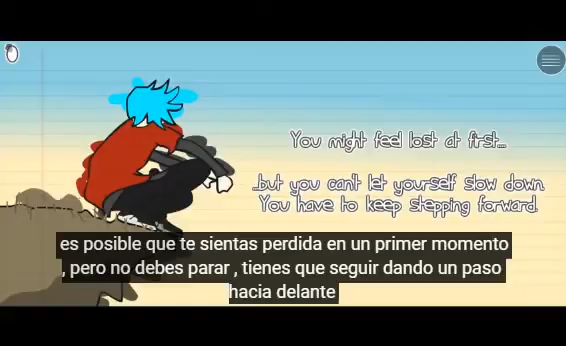 You might feel lost at first...
...but you can't let yourself slow down.
You have to keep stepping forward.
es posible que te sientas perdida en un primer momento
, pero no debes parar , tienes que seguir dando un paso
hacia delante